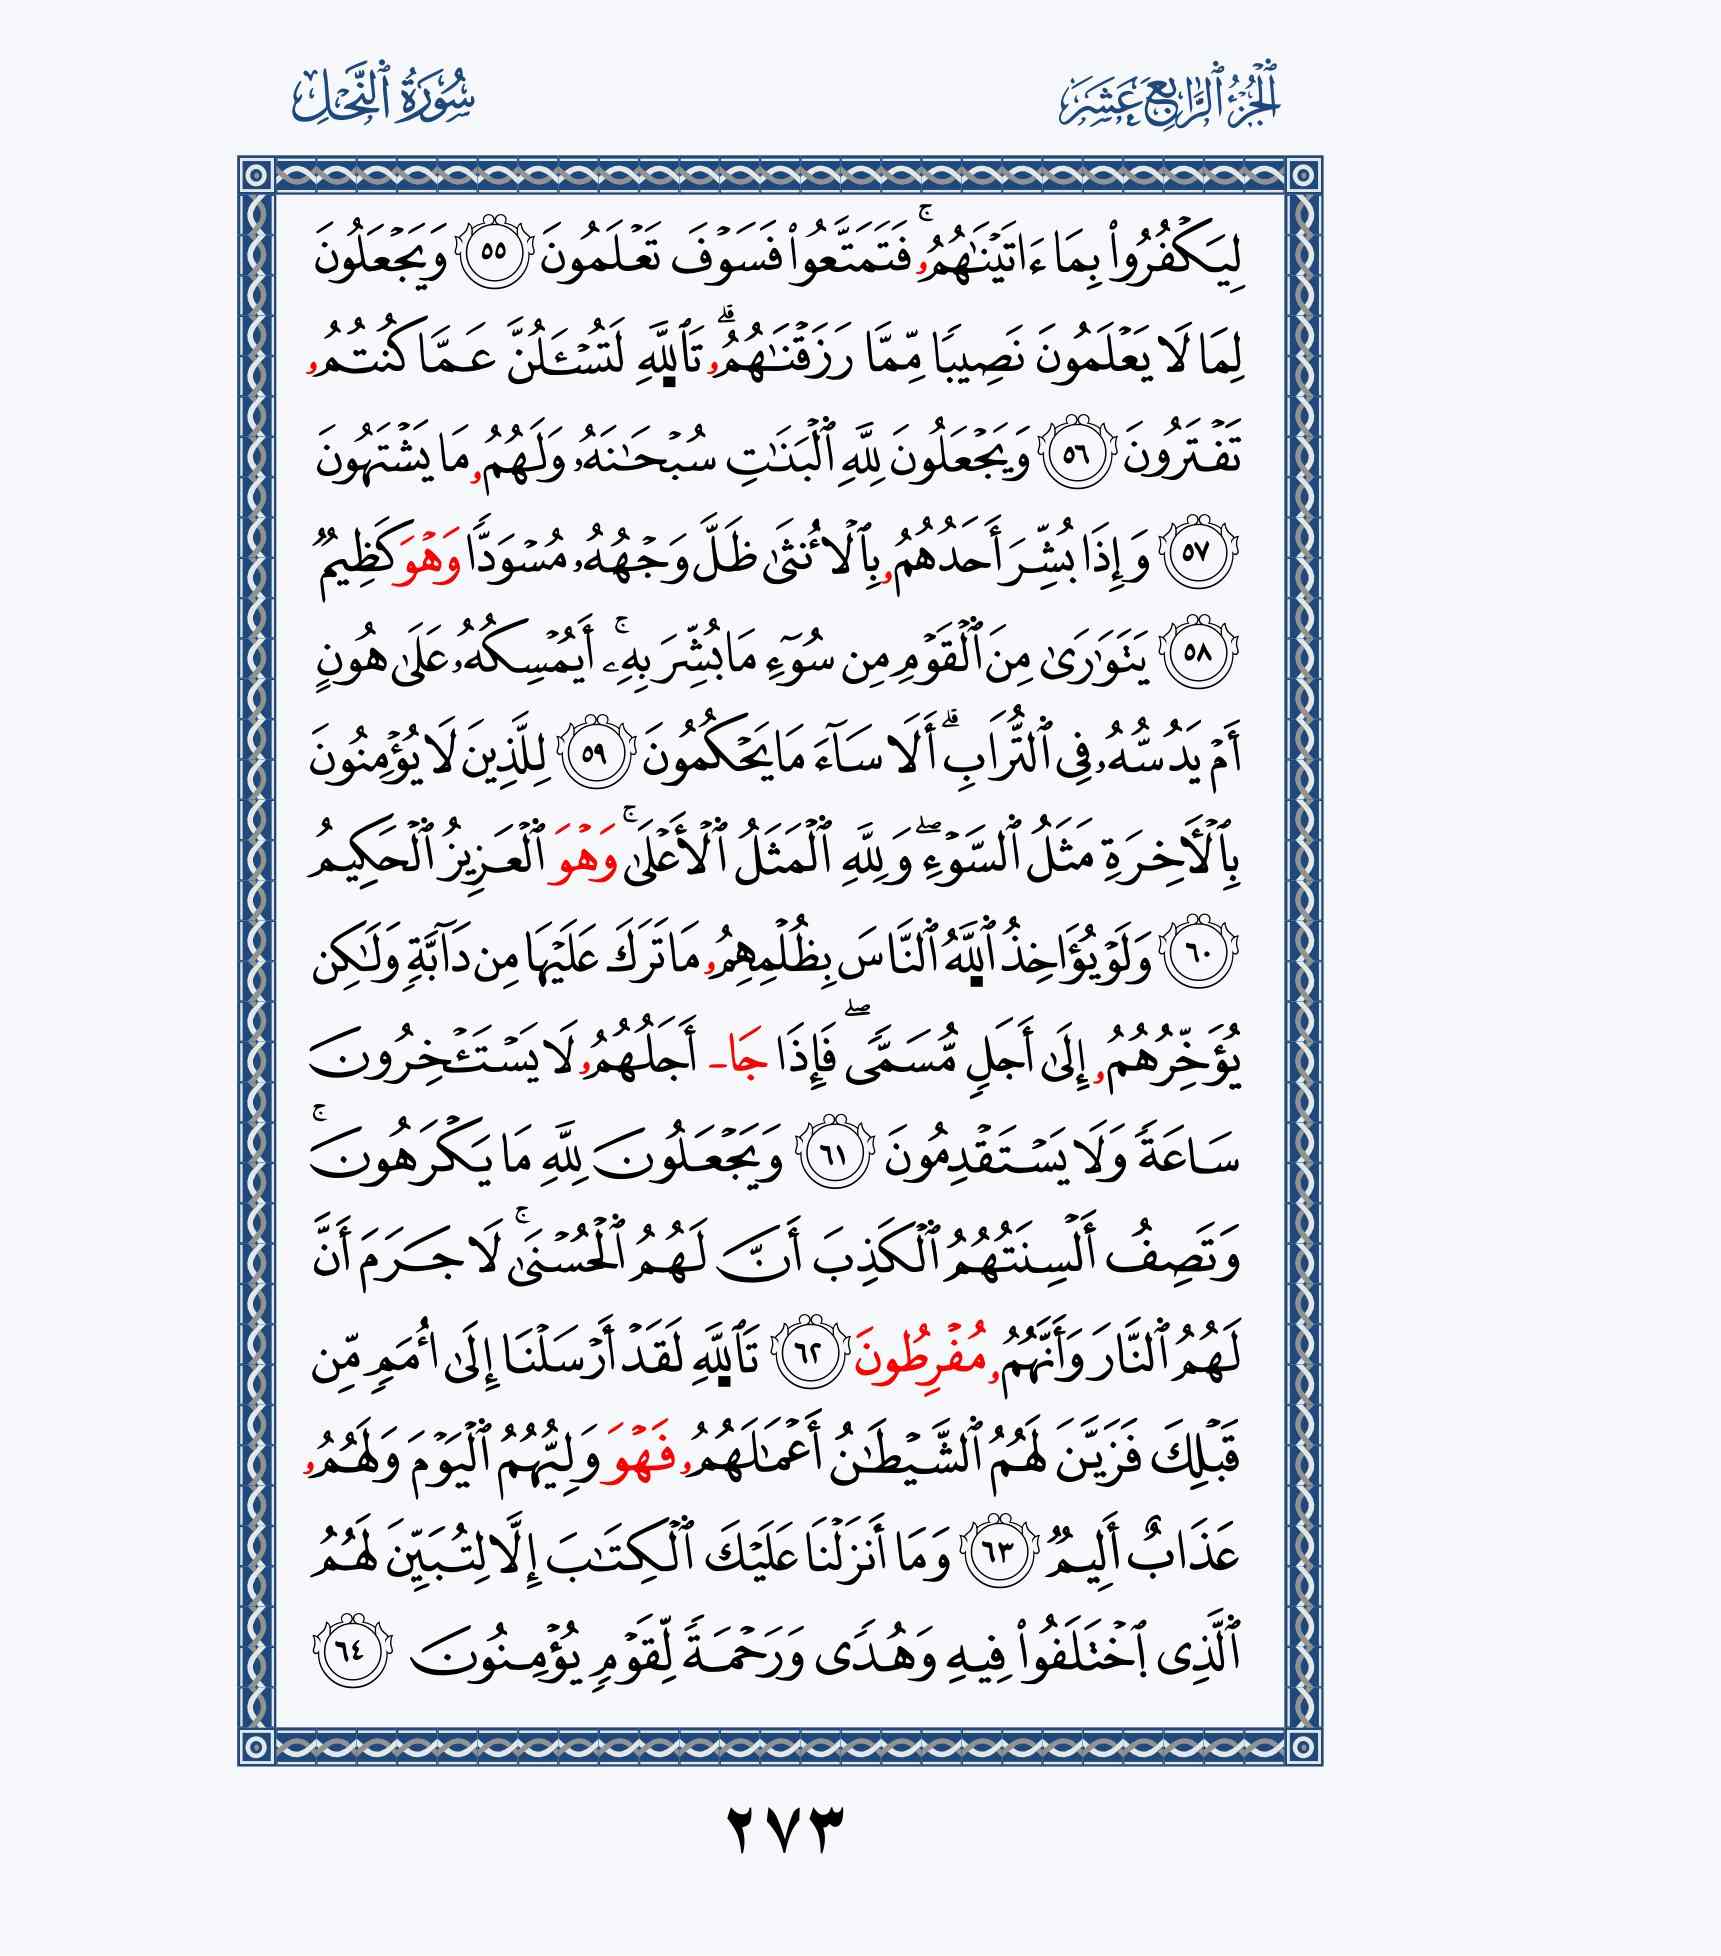 ٱلْجُزْءُ ٱلرَّابِعَ عَشَرَ
سُورَةُ ٱلنَّحْلِ
لِيَكْفُرُوا۟ بِمَا ءَاتَيْنَٰهُمُۥ ۚ فَتَمَتَّعُوا۟ فَسَوْفَ تَعْلَمُونَ ٥٥ وَيَجْعَلُونَ
لِمَا لَا يَعْلَمُونَ نَصِيبًا مِّمَّا رَزَقْنَٰهُمُۥ ۗ تَٱللَّهِ لَتُسْـَٔلُنَّ عَمَّا كُنتُمُۥ
تَفْتَرُونَ ٥٦ وَيَجْعَلُونَ لِلَّهِ ٱلْبَنَٰتِ سُبْحَٰنَهُۥ وَلَهُمُۥ مَا يَشْتَهُونَ
٥٧ وَإِذَا بُشِّرَ أَحَدُهُمُۥ بِٱلْأُنثَىٰ ظَلَّ وَجْهُهُۥ مُسْوَدًّا وَهْوَ كَظِيمٌ
٥٨ يَتَوَٰرَىٰ مِنَ ٱلْقَوْمِ مِن سُوٓءِ مَا بُشِّرَ بِهِۦٓ ۚ أَيُمْسِكُهُۥ عَلَىٰ هُونٍ
أَمْ يَدُسُّهُۥ فِى ٱلتُّرَابِ ۗ أَلَا سَآءَ مَا يَحْكُمُونَ ٥٩ لِلَّذِينَ لَا يُؤْمِنُونَ
بِٱلْأَخِرَةِ مَثَلُ ٱلسَّوْءِ ۖ وَلِلَّهِ ٱلْمَثَلُ ٱلْأَعْلَىٰ ۚ وَهْوَ ٱلْعَزِيزُ ٱلْحَكِيمُ
٦٠ وَلَوْ يُؤَاخِذُ ٱللَّهُ ٱلنَّاسَ بِظُلْمِهِمُۥ مَا تَرَكَ عَلَيْهَا مِن دَآبَّةٍ وَلَٰكِن
يُؤَخِّرُهُمُۥ إِلَىٰ أَجَلٍ مُّسَمًّى ۖ فَإِذَا جَا أَجَلُهُمُۥ لَا يَسْتَـْٔخِرُونَ
سَاعَةً وَلَا يَسْتَقْدِمُونَ ٦١ وَيَجْعَلُونَ لِلَّهِ مَا يَكْرَهُونَ ۚ
وَتَصِفُ أَلْسِنَتُهُمُ ٱلْكَذِبَ أَنَّ لَهُمُ ٱلْحُسْنَىٰ ۚ لَا جَرَمَ أَنَّ
لَهُمُ ٱلنَّارَ وَأَنَّهُمُۥ مُفْرَطُونَ ٦٢ تَٱللَّهِ لَقَدْ أَرْسَلْنَا إِلَىٰ أُمَمٍ مِّن
قَبْلِكَ فَزَيَّنَ لَهُمُ ٱلشَّيْطَٰنُ أَعْمَٰلَهُمُۥ فَهْوَ وَلِيُّهُمُ ٱلْيَوْمَ وَلَهُمُۥ
عَذَابٌ أَلِيمٌ ٦٣ وَمَا أَنزَلْنَا عَلَيْكَ ٱلْكِتَٰبَ إِلَّا لِتُبَيِّنَ لَهُمُ
ٱلَّذِى ٱخْتَلَفُوا۟ فِيهِ وَهُدًى وَرَحْمَةً لِّقَوْمٍ يُؤْمِنُونَ ٦٤
٢٧٣